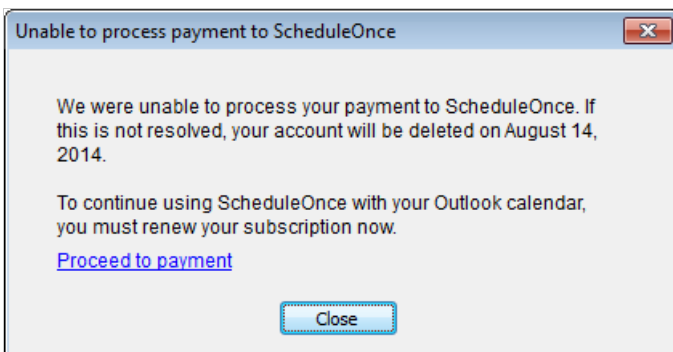 Unable to process payment to ScheduleOnce
We were unable to process your payment to ScheduleOnce. If
this is not resolved, your account will be deleted on August 14,
2014.
To continue using ScheduleOnce with your Outlook calendar,
you must renew your subscription now.
Proceed to payment
Close